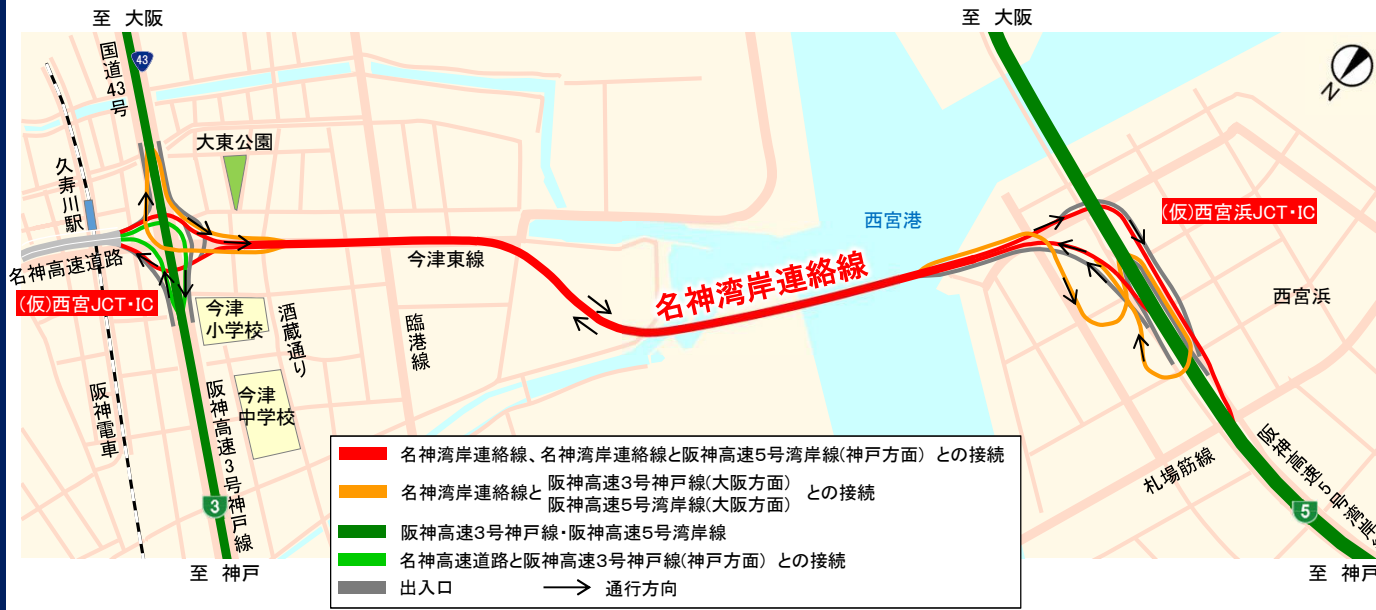 至 大阪
至 大阪
国道43号
43
N
大東公園
久寿川駅
西宮港
(仮)西宮浜JCT・IC
名神高速道路
今津東線
名神湾岸連絡線
(仮)西宮JCT・IC
今津
小学校
酒蔵通り
臨港線
西宮浜
今津
中学校
阪神電車
阪神高速3号神戸線
3
札場筋線
阪神高速5号湾岸
5
至 神戸
至 神戸
名神湾岸連絡線、名神湾岸連絡線と阪神高速5号湾岸線(神戸方面) との接続
名神湾岸連絡線と 阪神高速3号神戸線(大阪方面) との接続
阪神高速5号湾岸線(大阪方面)
阪神高速3号神戸線・阪神高速5号湾岸線
名神高速道路と阪神高速3号神戸線(神戸方面) との接続
出入口 → 通行方向